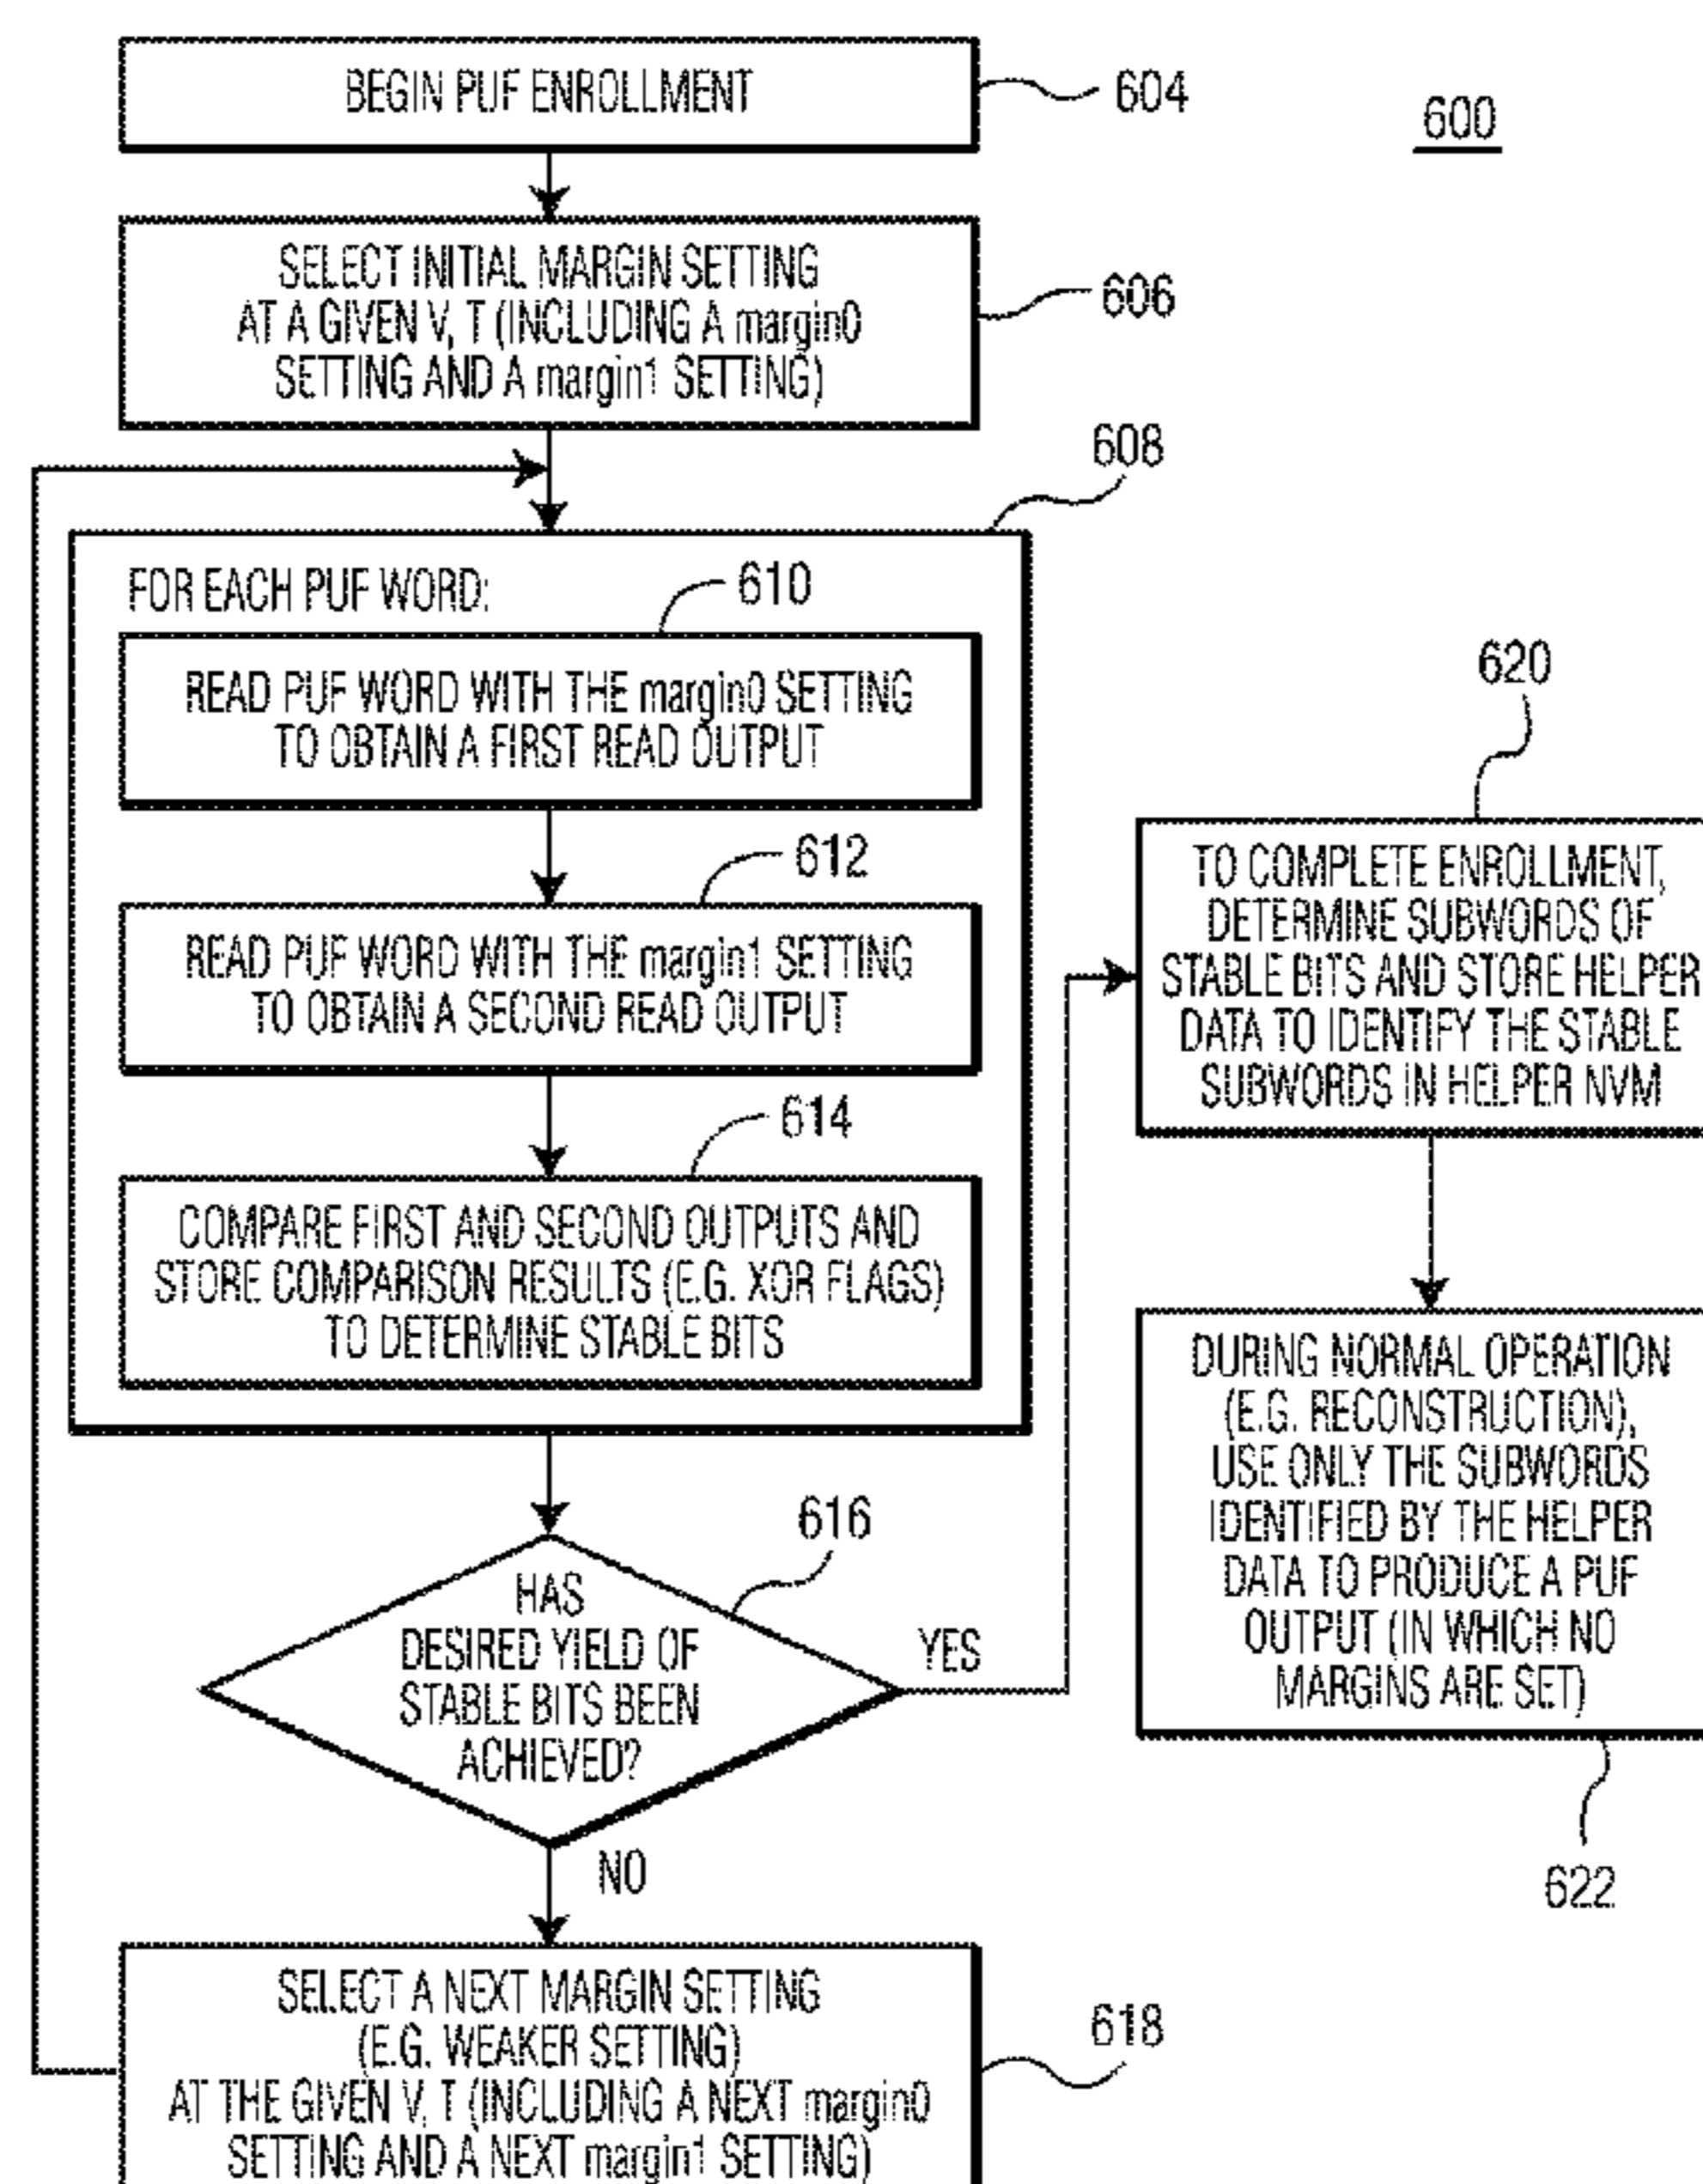 BEGIN PUF ENROLLMENT
604
600
SELECT INITIAL MARGIN SETTING
AT A GIVEN V, T (INCLUDING A margin0
SETTING AND A margin1 SETTING)
606
608
FOR EACH PUF WORD:
610
READ PUF WORD WITH THE margin0 SETTING
TO OBTAIN A FIRST READ OUTPUT
612
READ PUF WORD WITH THE margin1 SETTING
TO OBTAIN A SECOND READ OUTPUT
614
COMPARE FIRST AND SECOND OUTPUTS AND
STORE COMPARISON RESULTS (E.G. XOR FLAGS)
TO DETERMINE STABLE BITS
616
HAS
DESIRED YIELD OF
STABLE BITS BEEN
ACHIEVED?
YES
NO
SELECT A NEXT MARGIN SETTING
(E.G. WEAKER SETTING)
AT THE GIVEN V, T (INCLUDING A NEXT margin0
SETTING AND A NEXT margin1 SETTING)
618
620
TO COMPLETE ENROLLMENT,
DETERMINE SUBWORDS OF
STABLE BITS AND STORE HELPER
DATA TO IDENTIFY THE STABLE
SUBWORDS IN HELPER NVM
DURING NORMAL OPERATION
(E.G. RECONSTRUCTION),
USE ONLY THE SUBWORDS
IDENTIFIED BY THE HELPER
DATA TO PRODUCE A PUF
OUTPUT (IN WHICH NO
MARGINS ARE SET)
622